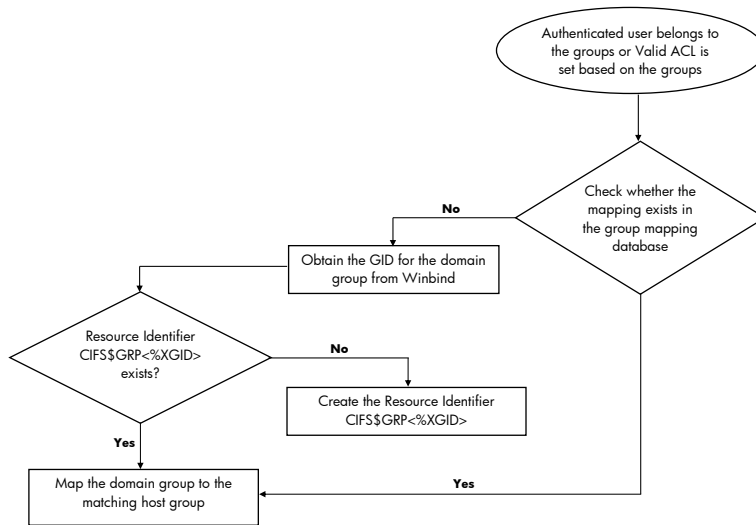 Authenticated user belongs to
the groups or Valid ACL is
set based on the groups
Check whether the
mapping exists in
the group mapping
database
No
Obtain the GID for the domain
group from Winbind
Resource Identifier
CIFS$GRP<%XGID>
exists?
No
Create the Resource Identifier
CIFS$GRP<%XGID>
Yes
Map the domain group to the
matching host group
Yes